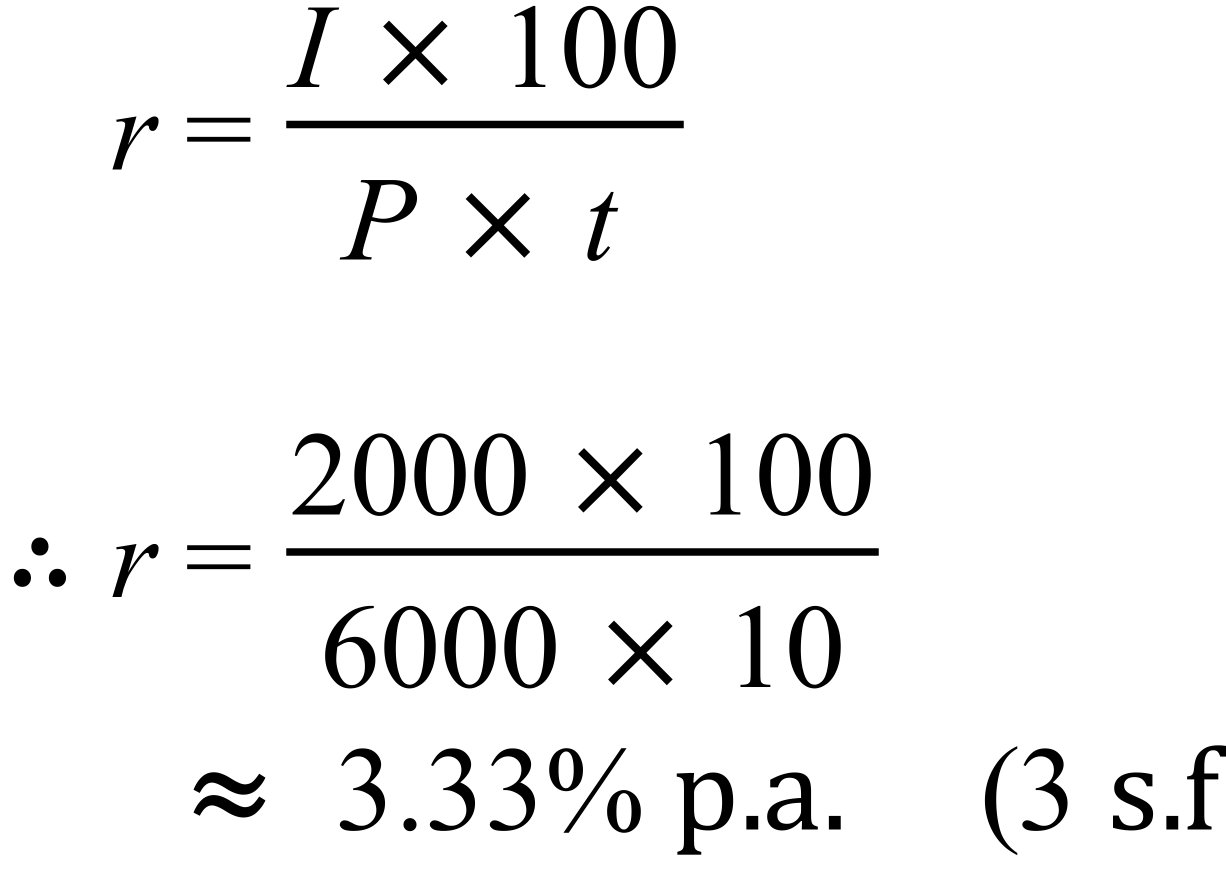 r = I × 100 / P × t
∴ r = 2000 × 100 / 6000 × 10
≈ 3.33% p.a. (3 s.f